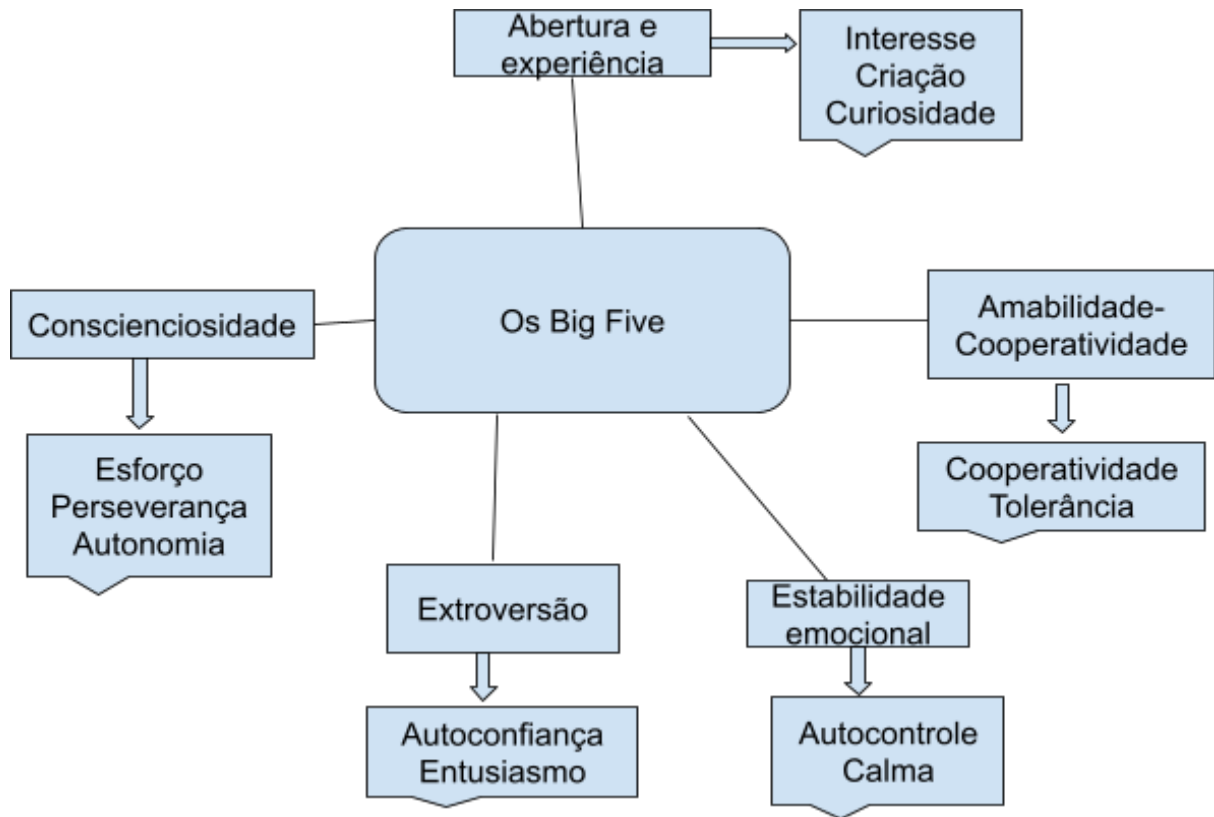 Abertura e
experiência
Interesse
Criação
Curiosidade
Os Big Five
Conscienciosidade
Esforço
Perseverança
Autonomia
Amabilidade-
Cooperatividade
Cooperatividade
Tolerância
Extroversão
Autoconfiança
Entusiasmo
Estabilidade
emocional
Autocontrole
Calma